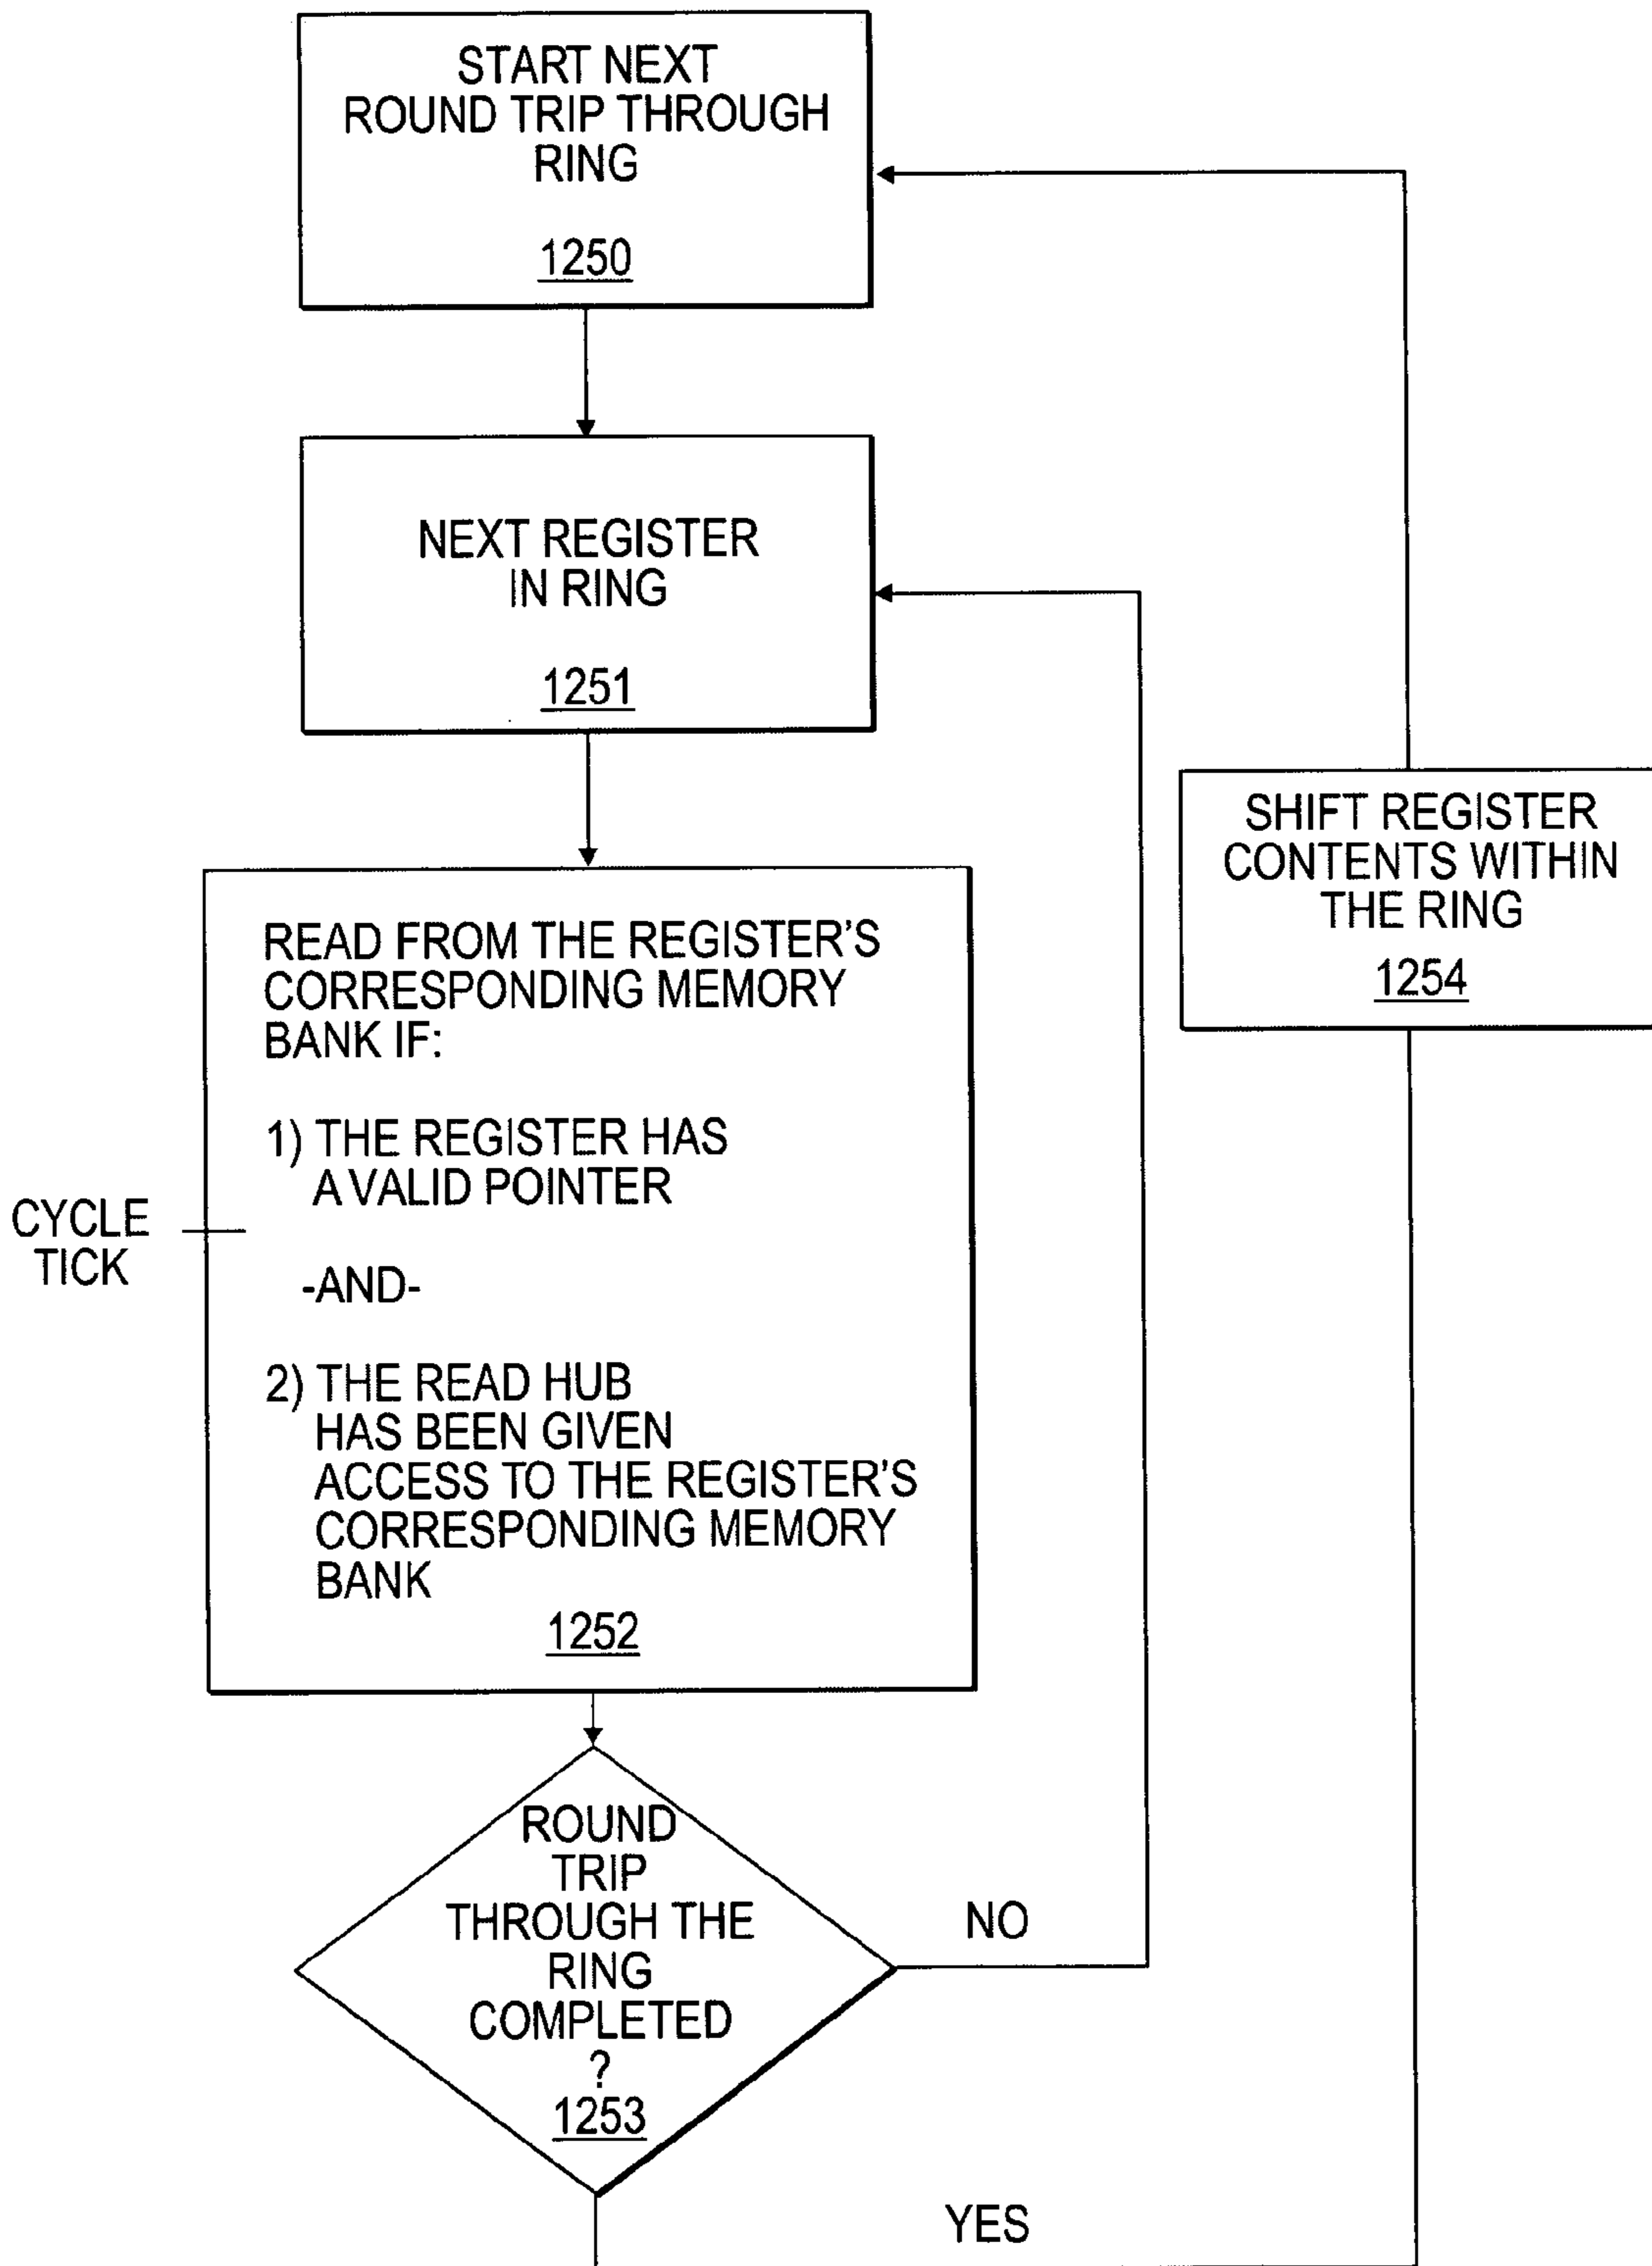 START NEXT
ROUND TRIP THROUGH
RING
1250
NEXT REGISTER
IN RING
1251
SHIFT REGISTER
CONTENTS WITHIN
THE RING
1254
READ FROM THE REGISTER'S
CORRESPONDING MEMORY
BANK IF:
1) THE REGISTER HAS
A VALID POINTER
-AND-
2) THE READ HUB
HAS BEEN GIVEN
ACCESS TO THE REGISTER'S
CORRESPONDING MEMORY
BANK
1252
CYCLE
TICK
ROUND
TRIP
THROUGH THE
RING
COMPLETED
?
1253
NO
YES